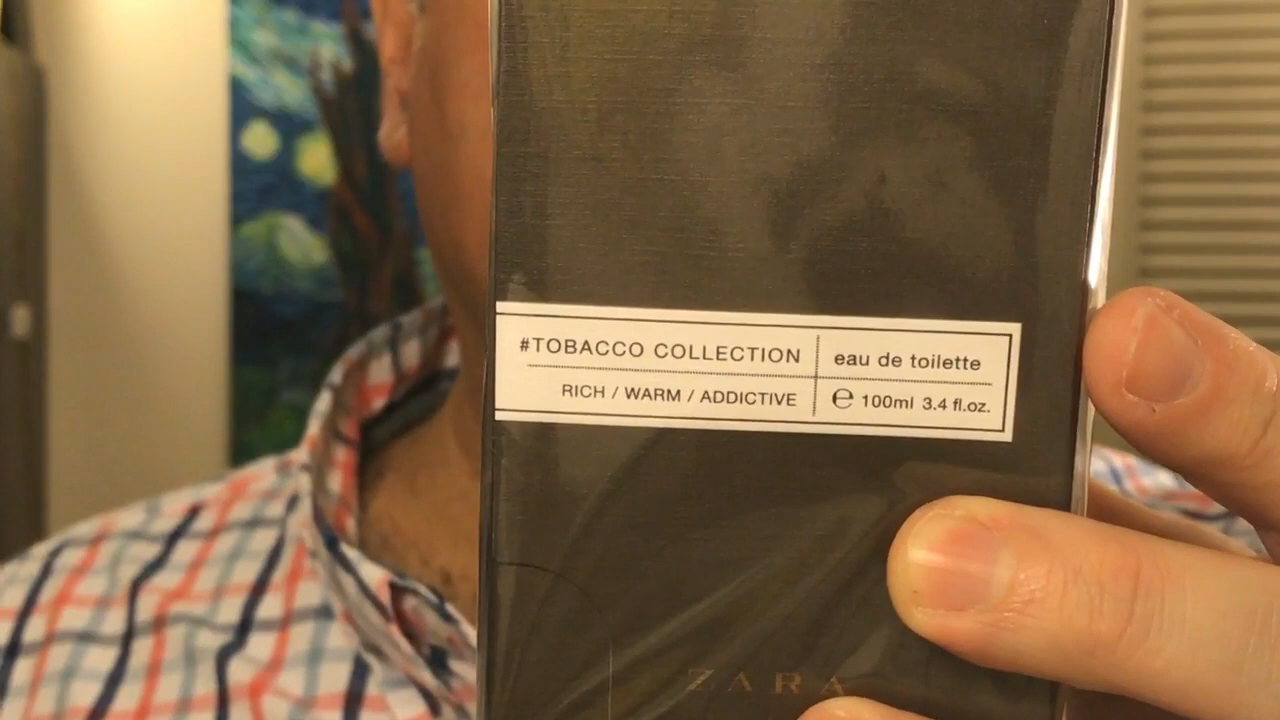 #TOBACCO COLLECTION
eau de toilette
RICH / WARM / ADDICTIVE
℮ 100ml 3.4 fl.oz.
ZARA